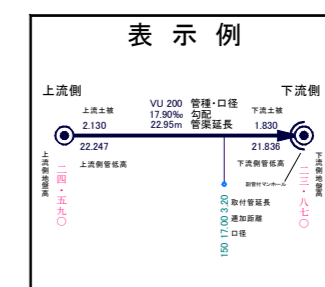 表示例
上流側
下流側
上流土被
VU 200 管種・口径
下流土被
2.130
17.90‰ 勾配
1.830
22.95m 管渠延長
22.247
21.836
上流側管低高
下流側管低高
副管付マンホール
上流側地盤高
二四・五九〇
下流側地盤高
二三・八七〇
3.20 取付管延長
17.00 逓加距離
150 口径